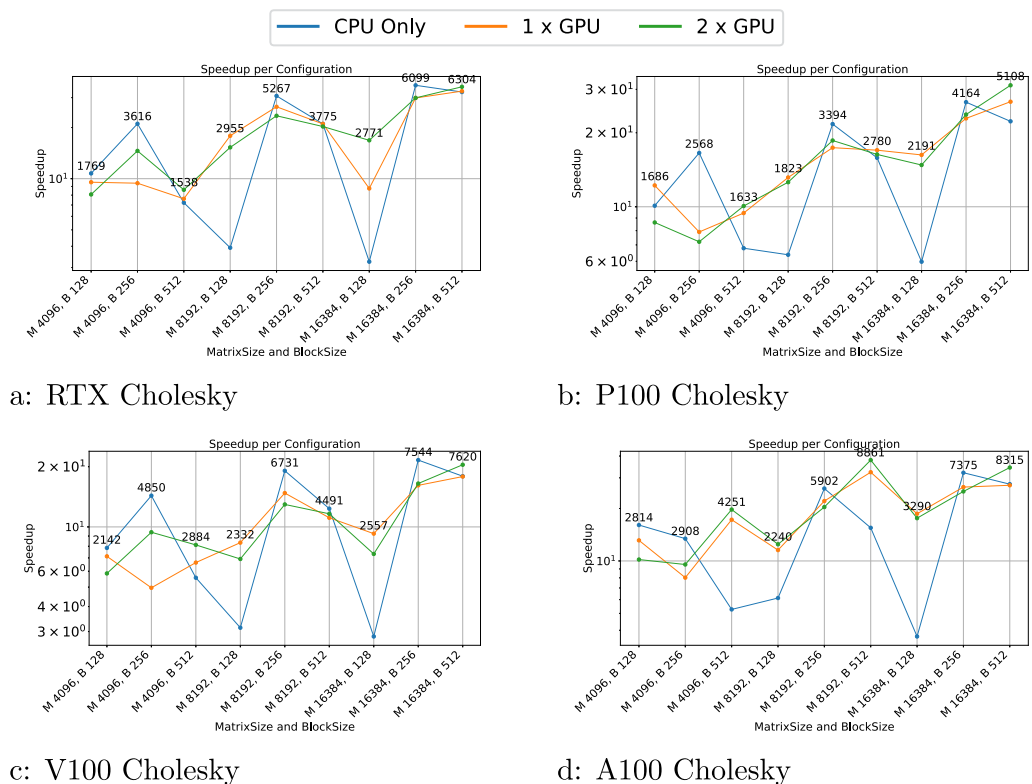 CPU Only 1 x GPU 2 x GPU
Speedup per Configuration
Speedup
10¹
1769
3616
1538
2955
5267
3775
2771
6099
6304
M 4096, B 128
M 4096, B 256
M 4096, B 512
M 8192, B 128
M 8192, B 256
M 8192, B 512
M 16384, B 128
M 16384, B 256
M 16384, B 512
MatrixSize and BlockSize
a: RTX Cholesky
Speedup per Configuration
Speedup
3 × 10¹
2 × 10¹
10¹
6 × 10⁰
1686
2568
1633
1823
3394
2780
2191
4164
5108
M 4096, B 128
M 4096, B 256
M 4096, B 512
M 8192, B 128
M 8192, B 256
M 8192, B 512
M 16384, B 128
M 16384, B 256
M 16384, B 512
MatrixSize and BlockSize
b: P100 Cholesky
Speedup per Configuration
Speedup
2 × 10¹
10¹
6 × 10⁰
4 × 10⁰
3 × 10⁰
2142
4850
2884
2332
6731
4491
2557
7544
7620
M 4096, B 128
M 4096, B 256
M 4096, B 512
M 8192, B 128
M 8192, B 256
M 8192, B 512
M 16384, B 128
M 16384, B 256
M 16384, B 512
MatrixSize and BlockSize
c: V100 Cholesky
Speedup per Configuration
Speedup
10¹
2814
2908
4251
2240
5902
8861
3290
7375
8315
M 4096, B 128
M 4096, B 256
M 4096, B 512
M 8192, B 128
M 8192, B 256
M 8192, B 512
M 16384, B 128
M 16384, B 256
M 16384, B 512
MatrixSize and BlockSize
d: A100 Cholesky